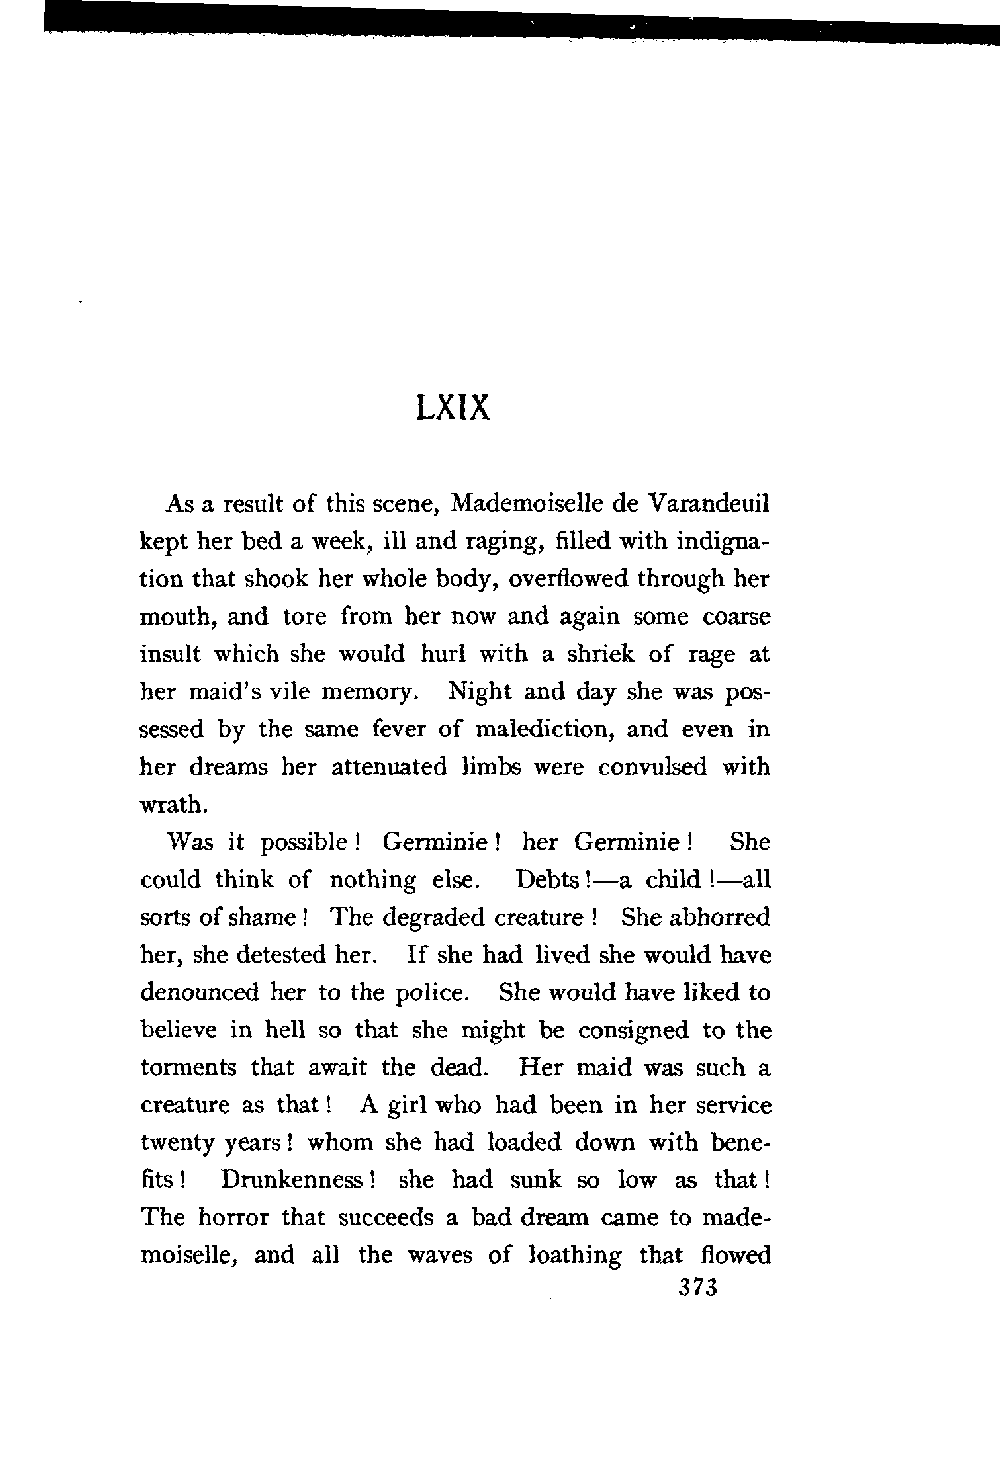 LXIX
As a result of this scene, Mademoiselle de Varandeuil
kept her bed a week, ill and raging, filled with indigna-
tion that shook her whole body, overflowed through her
mouth, and tore from her now and again some coarse
insult which she would hurl with a shriek of rage at
her maid's vile memory. Night and day she was pos-
sessed by the same fever of malediction, and even in
her dreams her attenuated limbs were convulsed with
wrath.
Was it possible! Germinie! her Germinie! She
could think of nothing else. Debts!—a child!—all
sorts of shame! The degraded creature! She abhorred
her, she detested her. If she had lived she would have
denounced her to the police. She would have liked to
believe in hell so that she might be consigned to the
torments that await the dead. Her maid was such a
creature as that! A girl who had been in her service
twenty years! whom she had loaded down with bene-
fits! Drunkenness! she had sunk so low as that!
The horror that succeeds a bad dream came to made-
moiselle, and all the waves of loathing that flowed
373